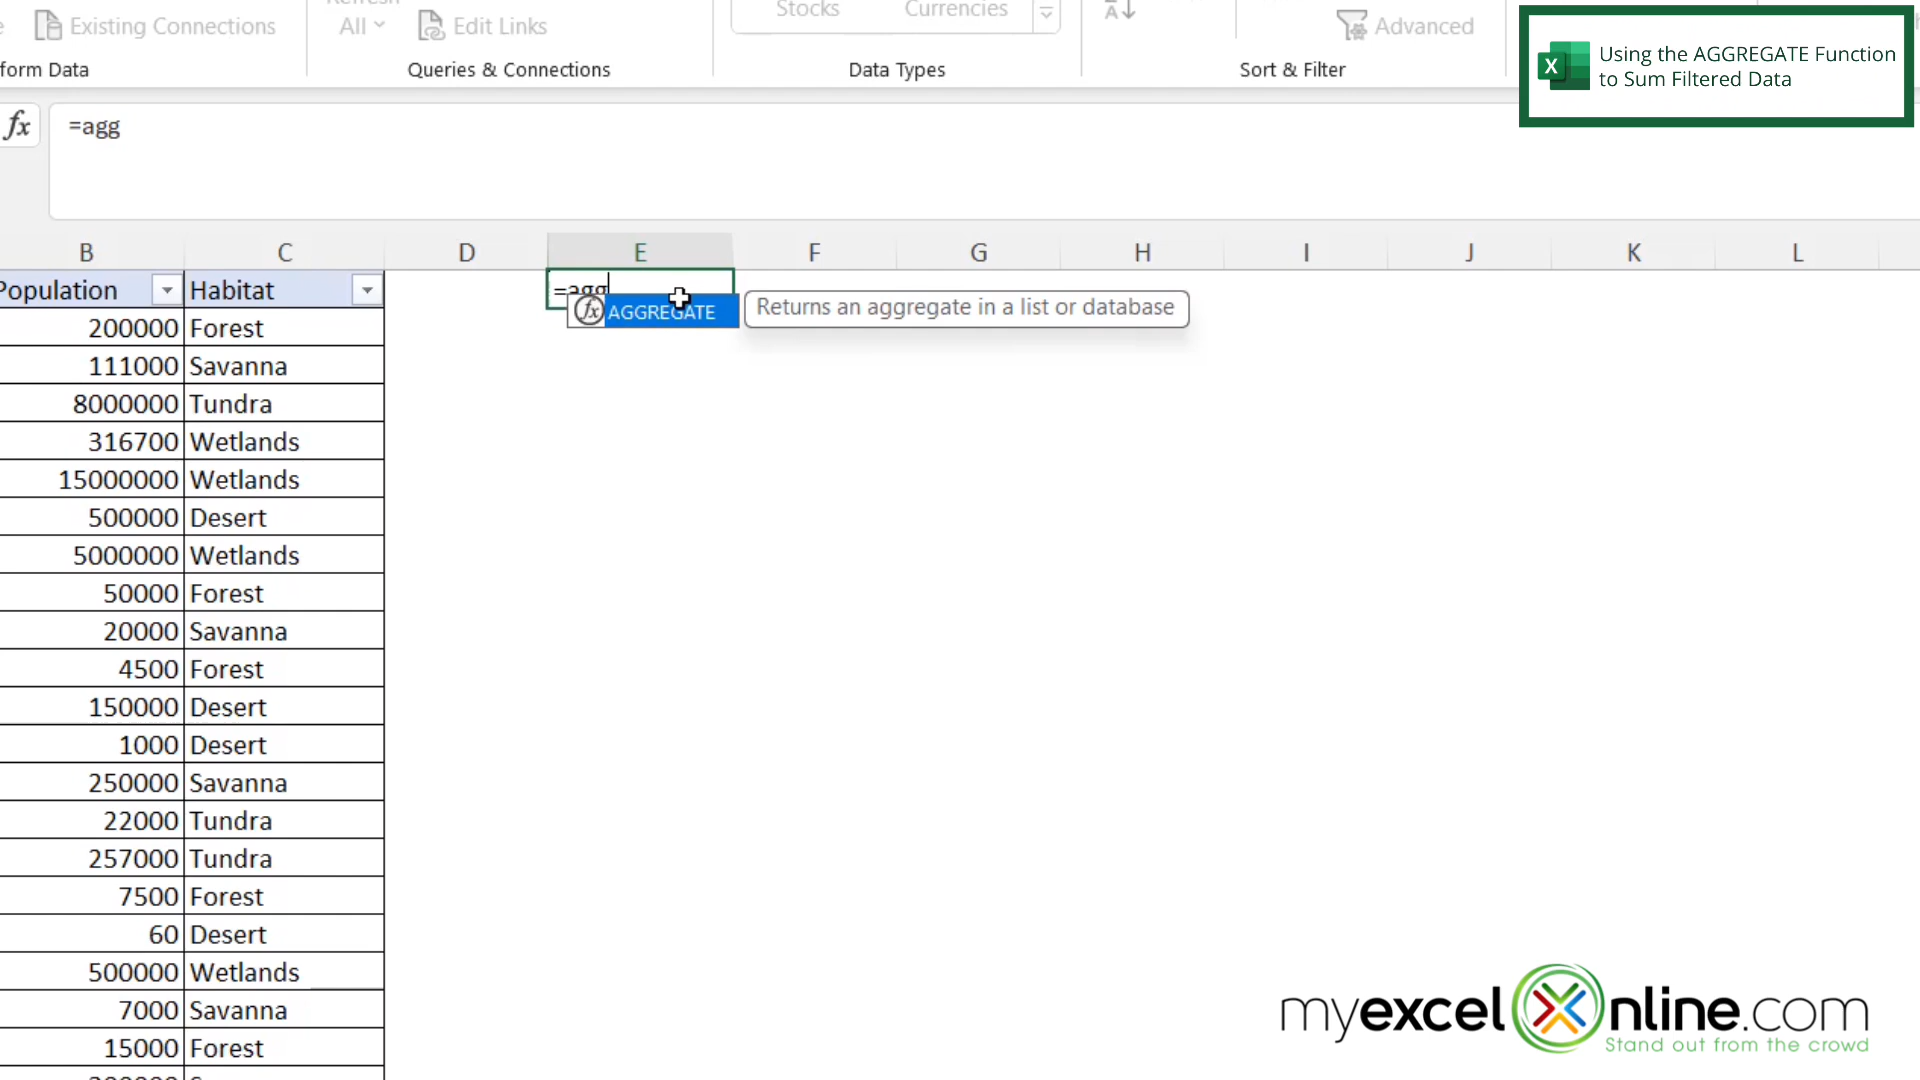 Existing Connections
All
Edit Links
Stocks
Currencies
Advanced
form Data
Queries & Connections
Data Types
Sort & Filter
Using the AGGREGATE Function
to Sum Filtered Data
fx
=agg
B C D E F G H I J K L
Population Habitat
=agg
fx AGGREGATE
Returns an aggregate in a list or database
200000 Forest
111000 Savanna
8000000 Tundra
316700 Wetlands
15000000 Wetlands
500000 Desert
5000000 Wetlands
50000 Forest
20000 Savanna
4500 Forest
150000 Desert
1000 Desert
250000 Savanna
22000 Tundra
257000 Tundra
7500 Forest
60 Desert
500000 Wetlands
7000 Savanna
15000 Forest
myexcelonline.com
Stand out from the crowd